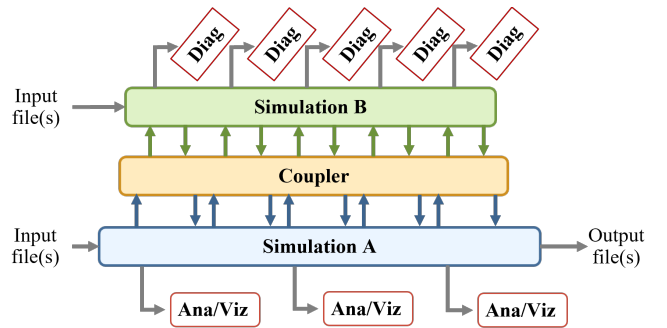 Diag
Diag
Diag
Diag
Diag
Input
file(s)
Simulation B
Coupler
Input
file(s)
Simulation A
Output
file(s)
Ana/Viz
Ana/Viz
Ana/Viz